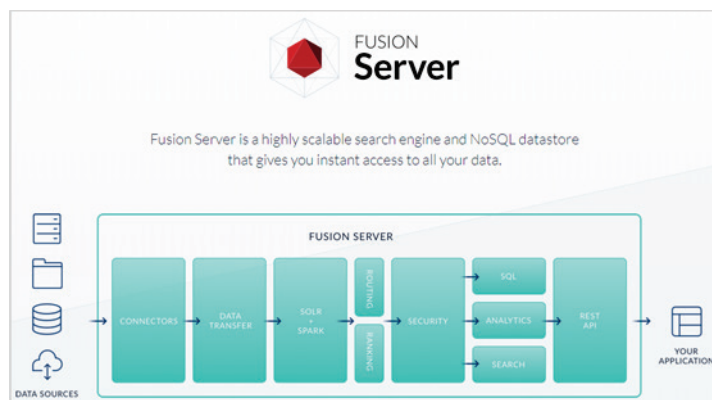 FUSION
Server
Fusion Server is a highly scalable search engine and NoSQL datastore
that gives you instant access to all your data.
FUSION SERVER
CONNECTORS
DATA
TRANSFER
SOLR
+
SPARK
ROUTING
RANKING
SECURITY
SQL
ANALYTICS
SEARCH
REST
API
DATA SOURCES
YOUR
APPLICATION